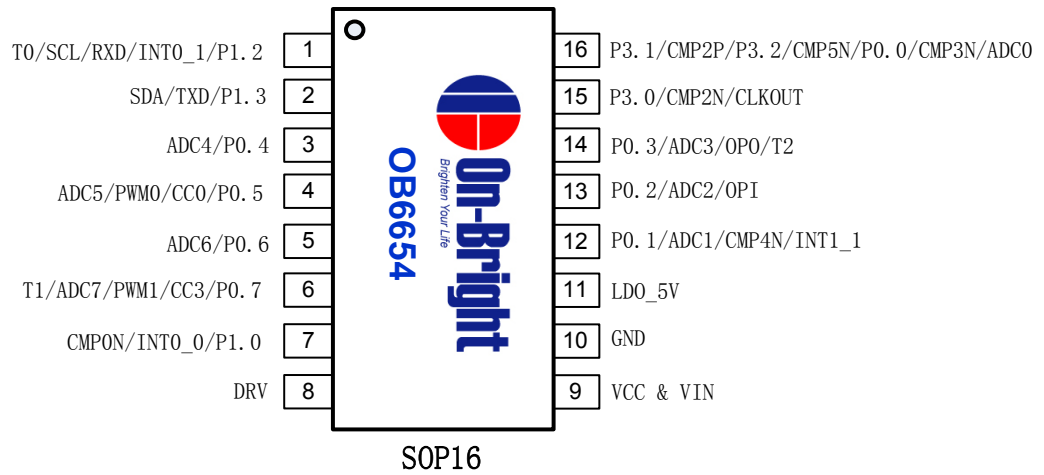 T0/SCL/RXD/INT0_1/P1.2
1
SDA/TXD/P1.3
2
ADC4/P0.4
3
ADC5/PWM0/CC0/P0.5
4
ADC6/P0.6
5
T1/ADC7/PWM1/CC3/P0.7
6
CMP0N/INT0_0/P1.0
7
DRV
8
On-Bright
Brighten Your Life
OB6654
16
P3.1/CMP2P/P3.2/CMP5N/P0.0/CMP3N/ADC0
15
P3.0/CMP2N/CLKOUT
14
P0.3/ADC3/OPO/T2
13
P0.2/ADC2/OPI
12
P0.1/ADC1/CMP4N/INT1_1
11
LDO_5V
10
GND
9
VCC & VIN
SOP16